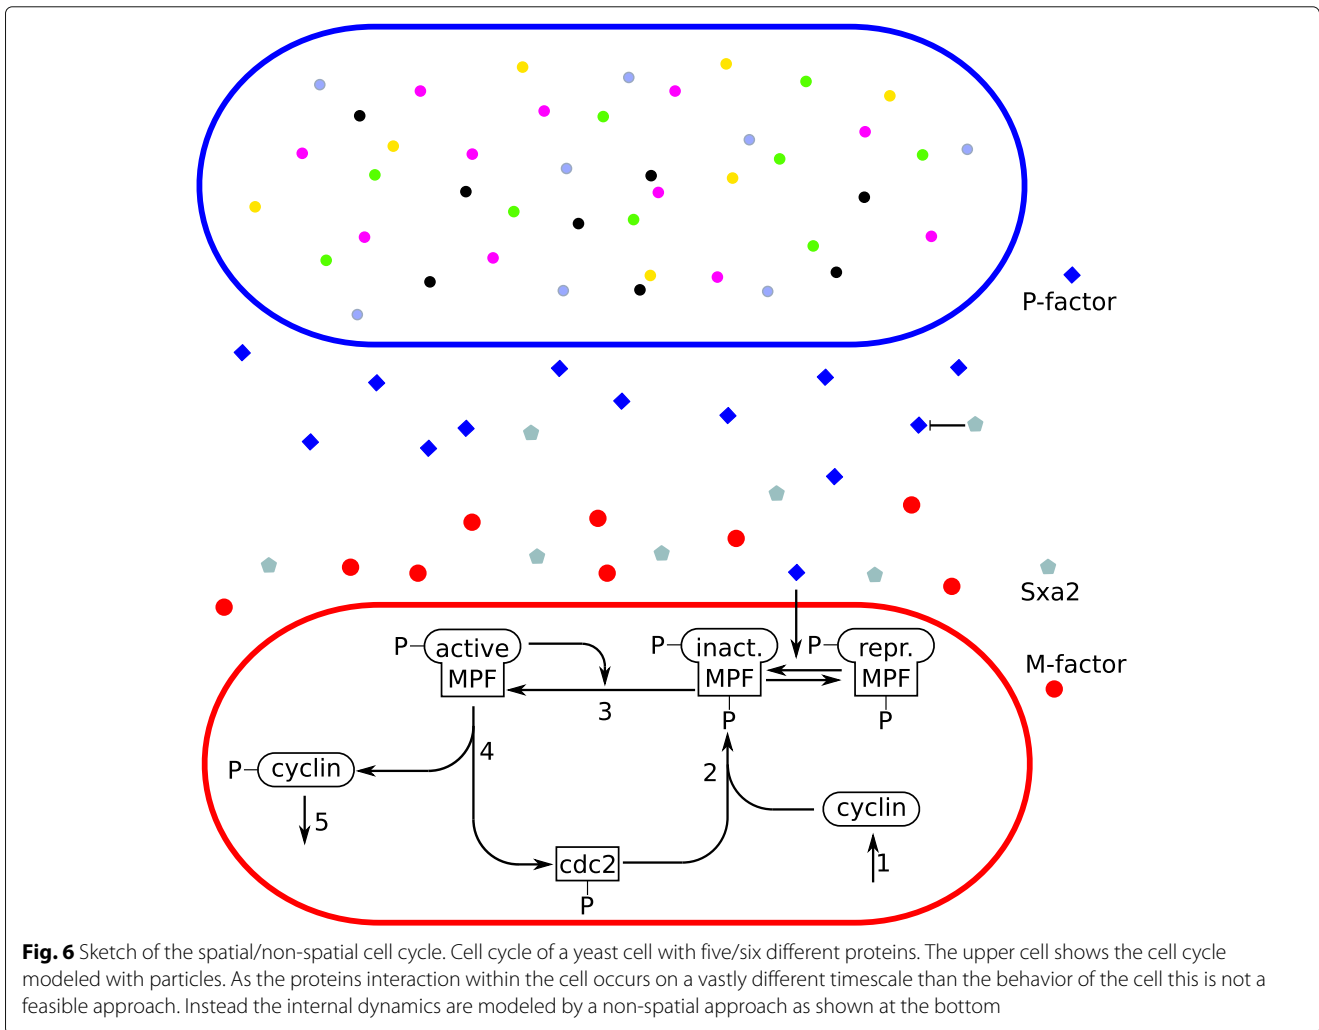 P-factor
Sxa2
M-factor
P active MPF
P inact. MPF P
P repr. MPF P
3
4
2
P cyclin
5
cyclin
1
cdc2 P
Fig. 6 Sketch of the spatial/non-spatial cell cycle. Cell cycle of a yeast cell with five/six different proteins. The upper cell shows the cell cycle
modeled with particles. As the proteins interaction within the cell occurs on a vastly different timescale than the behavior of the cell this is not a
feasible approach. Instead the internal dynamics are modeled by a non-spatial approach as shown at the bottom